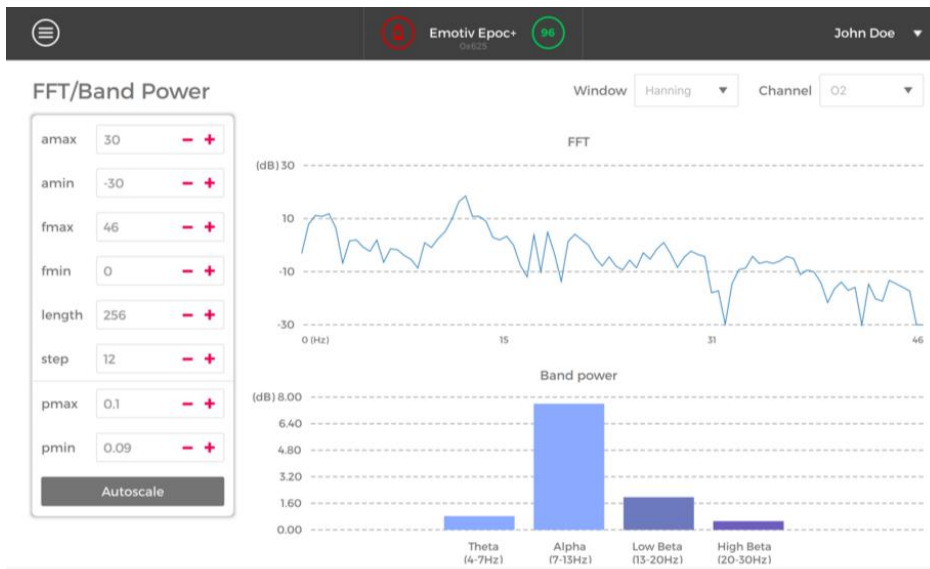 Emotiv Epoc+
0x625
96
John Doe
FFT/Band Power
Window Hanning
Channel O2
amax 30 - +
amin -30 - +
fmax 46 - +
fmin 0 - +
length 256 - +
step 12 - +
pmax 0.1 - +
pmin 0.09 - +
Autoscale
FFT
(dB) 30
10
-10
-30
0 (Hz) 15 31 46
Band power
(dB) 8.00
6.40
4.80
3.20
1.60
0.00
Theta
(4-7Hz)
Alpha
(7-13Hz)
Low Beta
(13-20Hz)
High Beta
(20-30Hz)